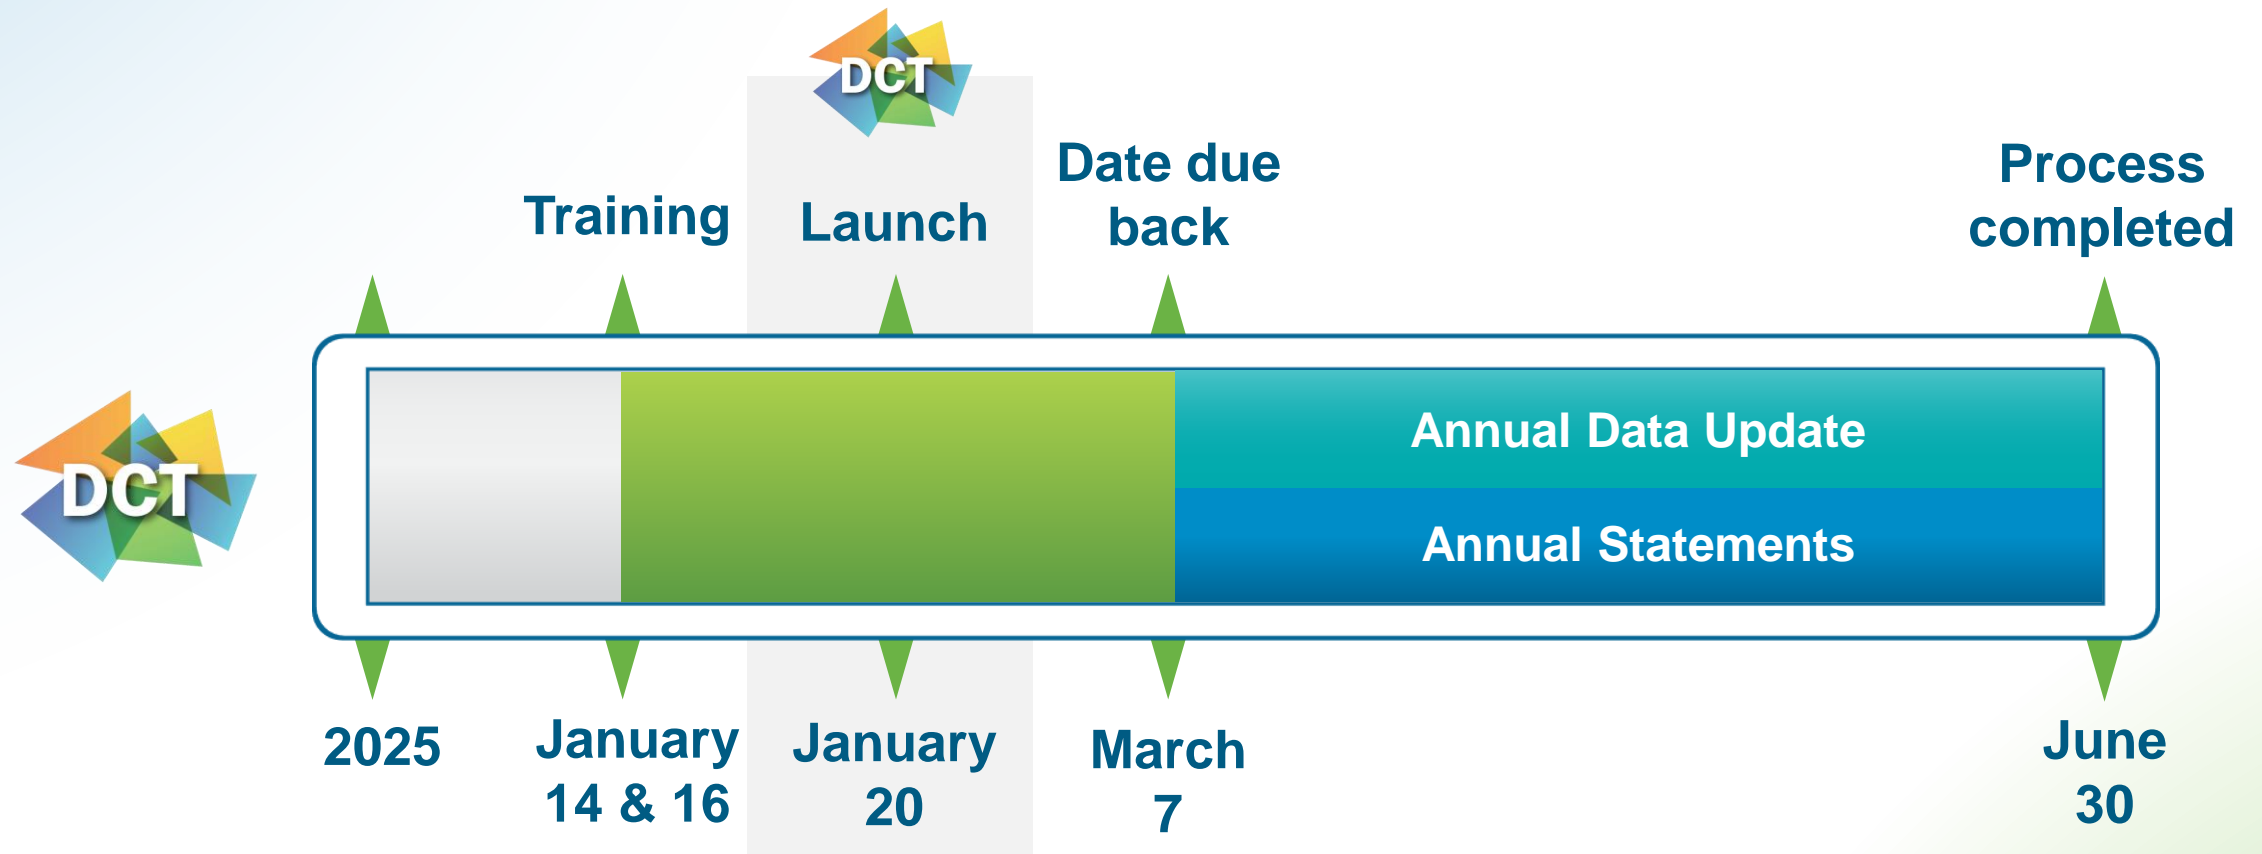 DCT
Training
Launch
Date due
back
Process
completed
DCT
Annual Data Update
Annual Statements
2025
January
14 & 16
January
20
March
7
June
30